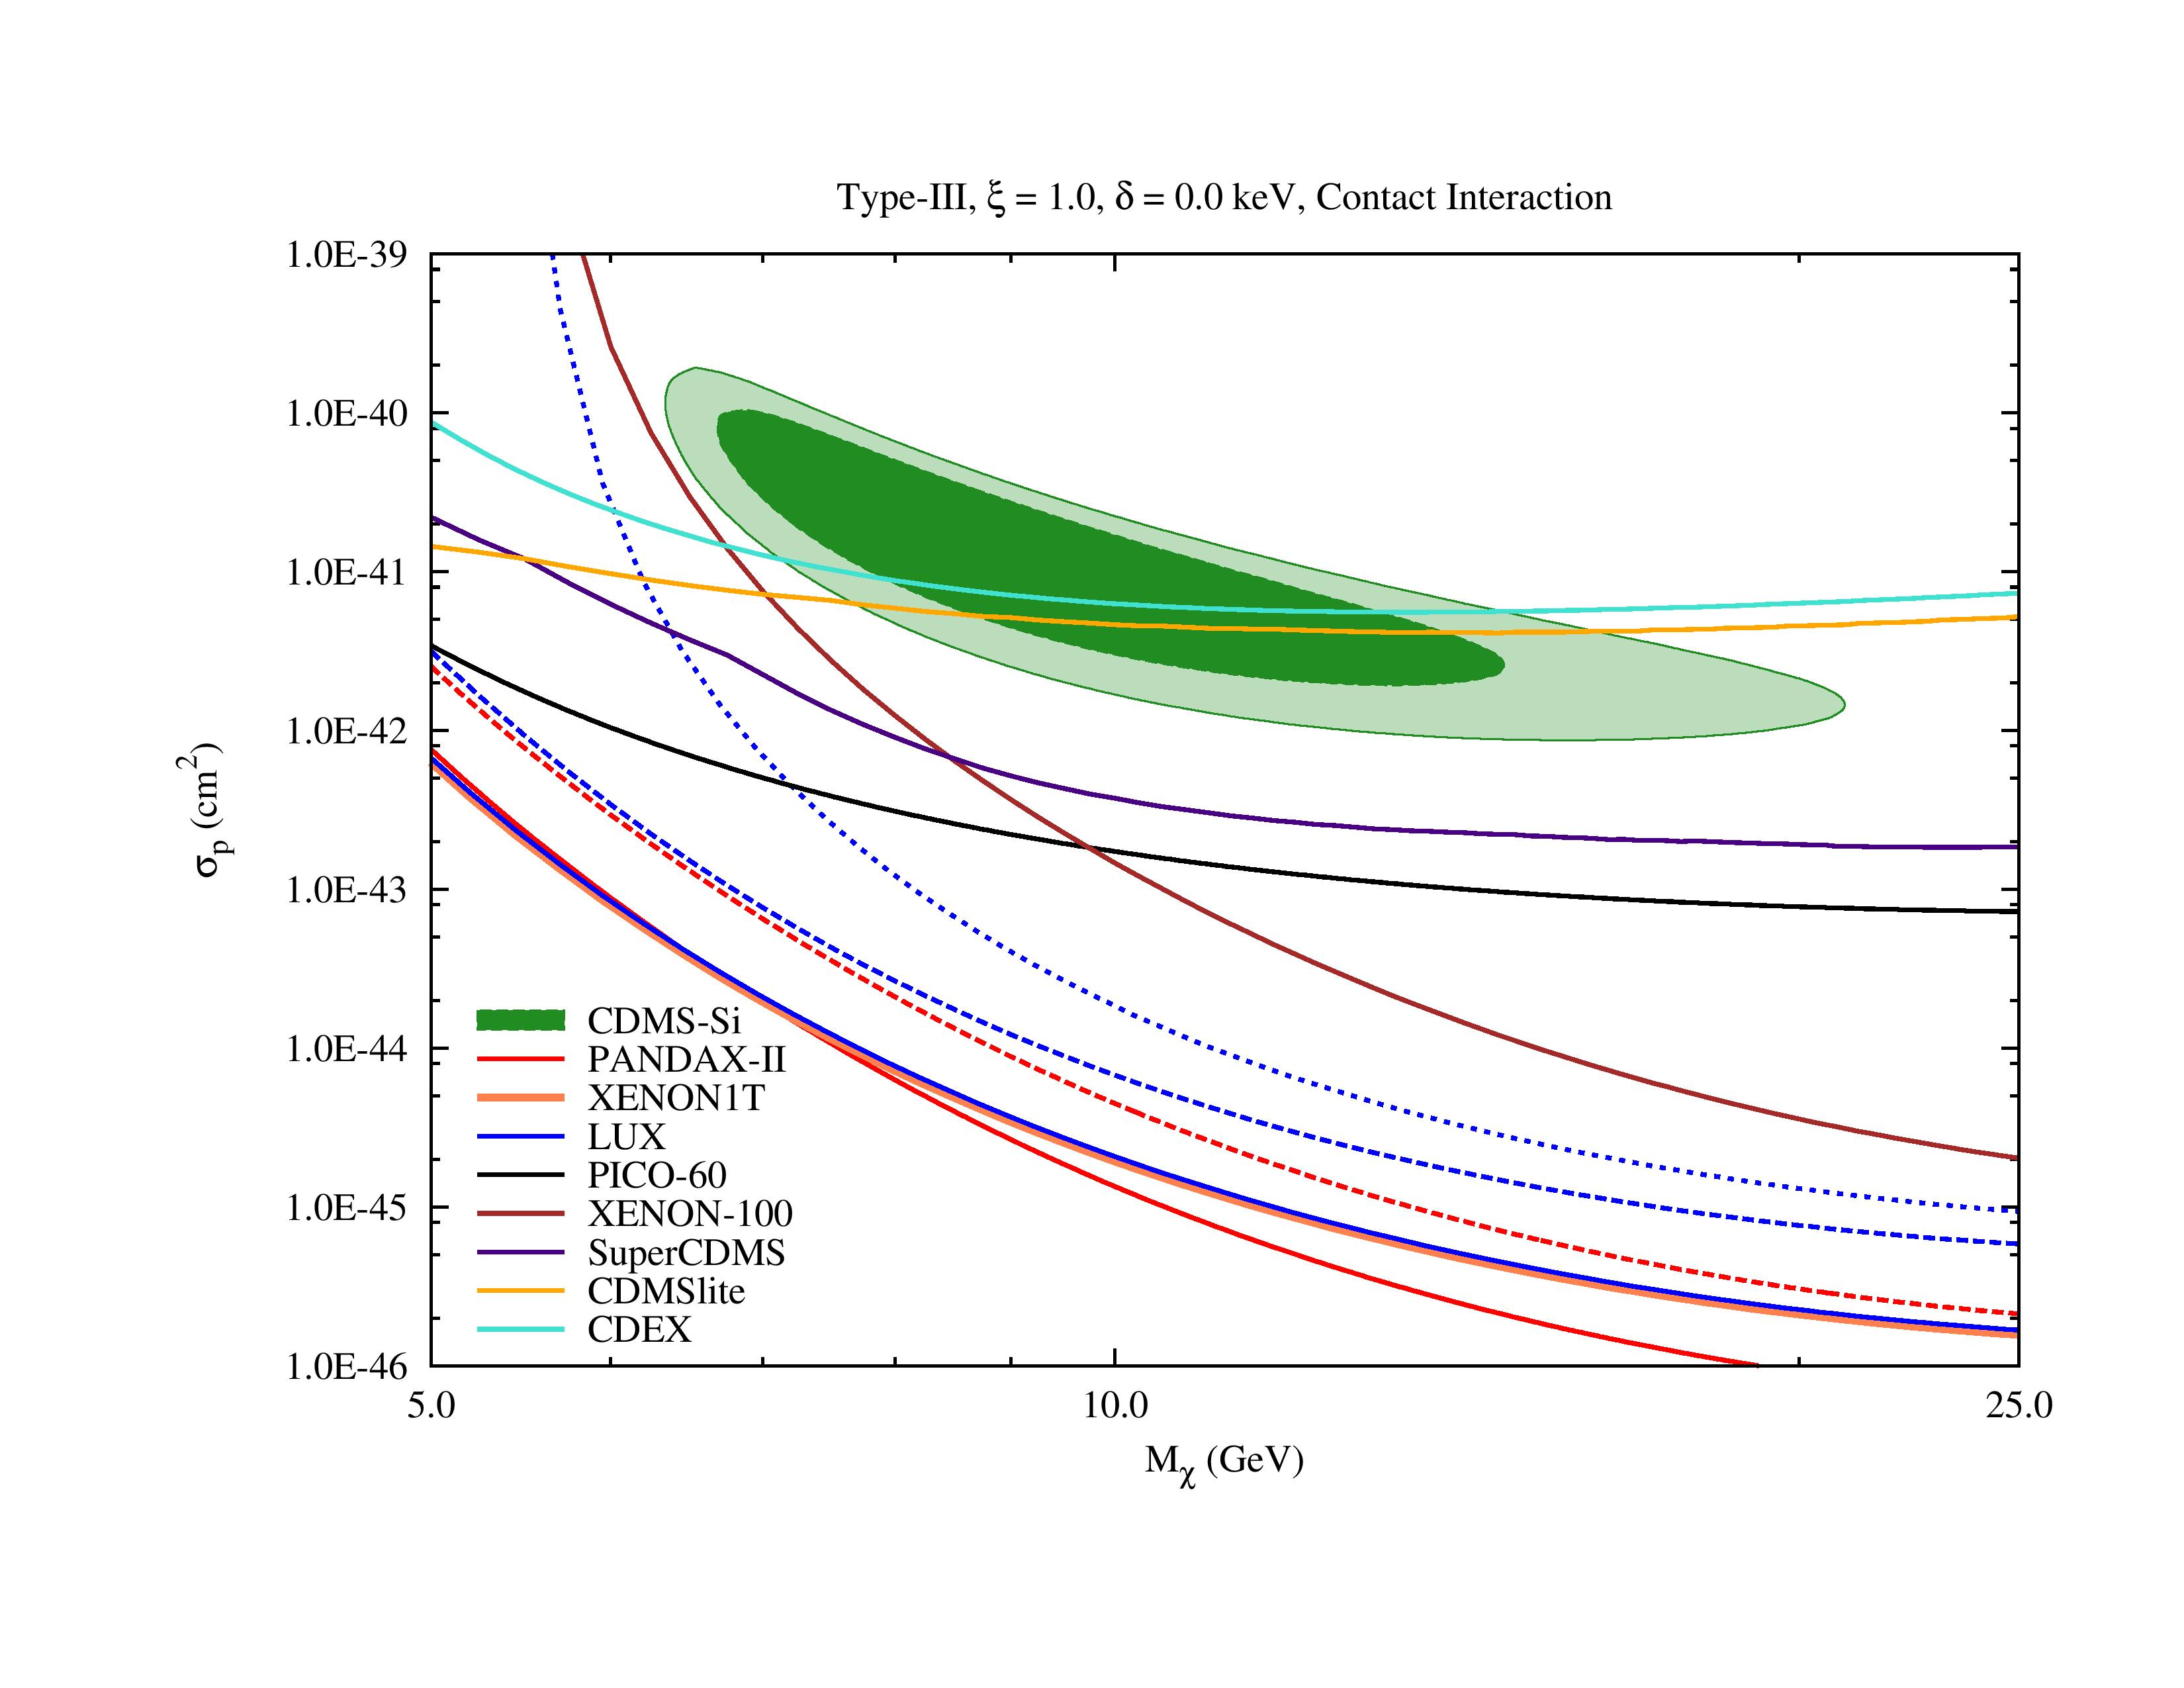 Type-III, ξ = 1.0, δ = 0.0 keV, Contact Interaction
1.0E-39
1.0E-40
1.0E-41
1.0E-42
1.0E-43
1.0E-44
1.0E-45
1.0E-46
σp (cm2)
CDMS-Si
PANDAX-II
XENON1T
LUX
PICO-60
XENON-100
SuperCDMS
CDMSlite
CDEX
5.0 10.0 25.0
Mχ (GeV)